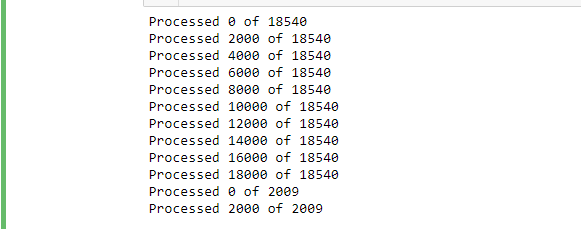 Processed 0 of 18540
Processed 2000 of 18540
Processed 4000 of 18540
Processed 6000 of 18540
Processed 8000 of 18540
Processed 10000 of 18540
Processed 12000 of 18540
Processed 14000 of 18540
Processed 16000 of 18540
Processed 18000 of 18540
Processed 0 of 2009
Processed 2000 of 2009